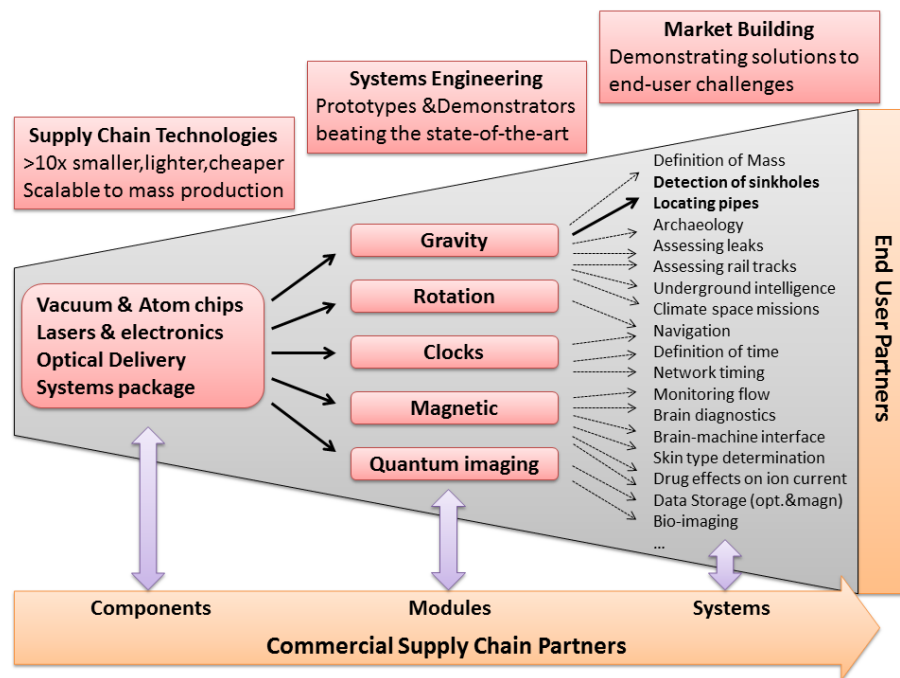 Market Building
Demonstrating solutions to
end-user challenges
Systems Engineering
Prototypes &Demonstrators
beating the state-of-the-art
Supply Chain Technologies
>10x smaller,lighter,cheaper
Scalable to mass production
Vacuum & Atom chips
Lasers & electronics
Optical Delivery
Systems package
Gravity
Rotation
Clocks
Magnetic
Quantum imaging
Definition of Mass
Detection of sinkholes
Locating pipes
Archaeology
Assessing leaks
Assessing rail tracks
Underground intelligence
Climate space missions
Navigation
Definition of time
Network timing
Monitoring flow
Brain diagnostics
Brain-machine interface
Skin type determination
Drug effects on ion current
Data Storage (opt.&magn)
Bio-imaging
...
End User Partners
Components
Modules
Systems
Commercial Supply Chain Partners